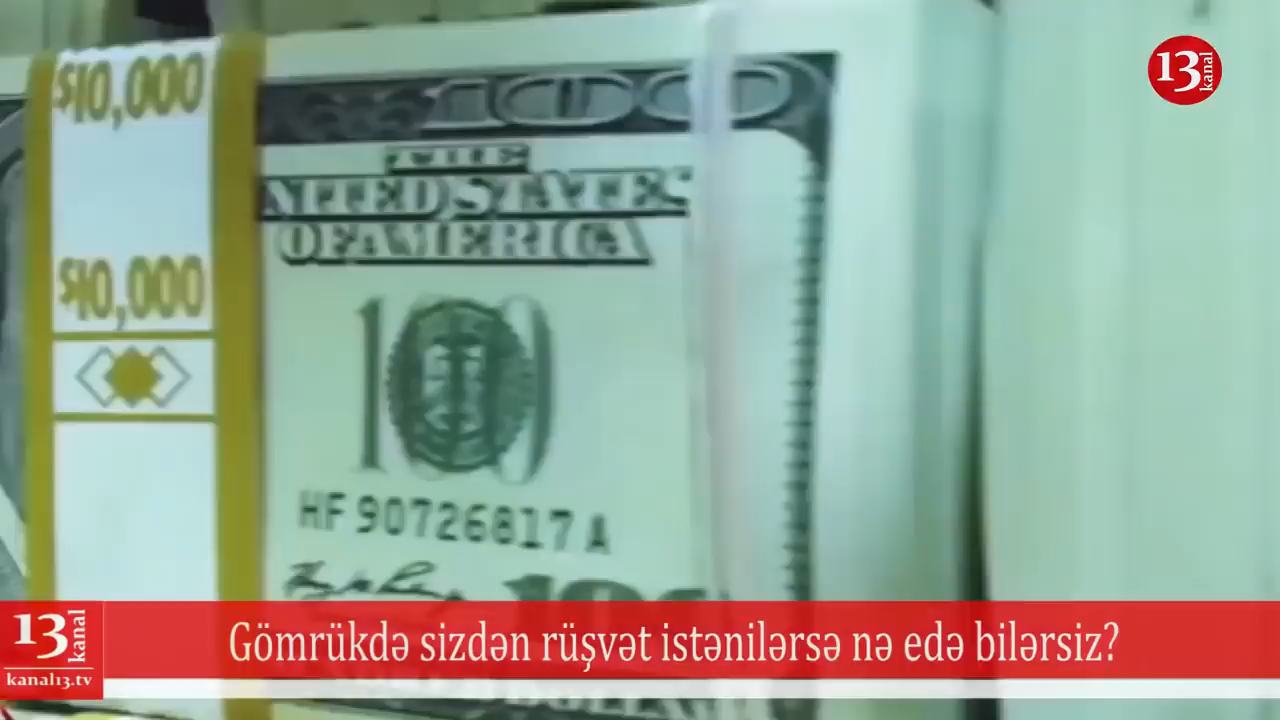 $10,000
$10,000
100
THE
UNITED STATES
OF AMERICA
100
HF 90726817 A
13 kanal
13 kanal
kanal13.tv
Gömrükdə sizdən rüşvət istənilərsə nə edə bilərsiz?